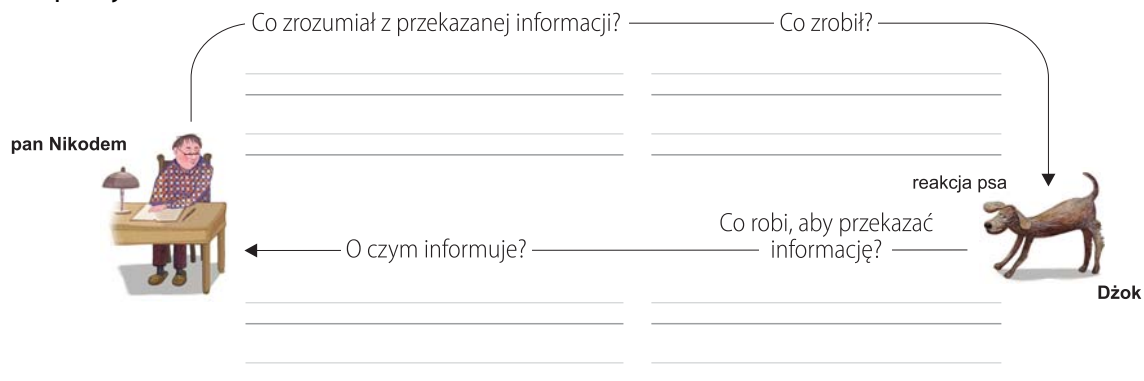 Co zrozumiał z przekazanej informacji?
Co zrobił?
pan Nikodem
reakcja psa
Co robi, aby przekazać
informację?
O czym informuje?
Dżok